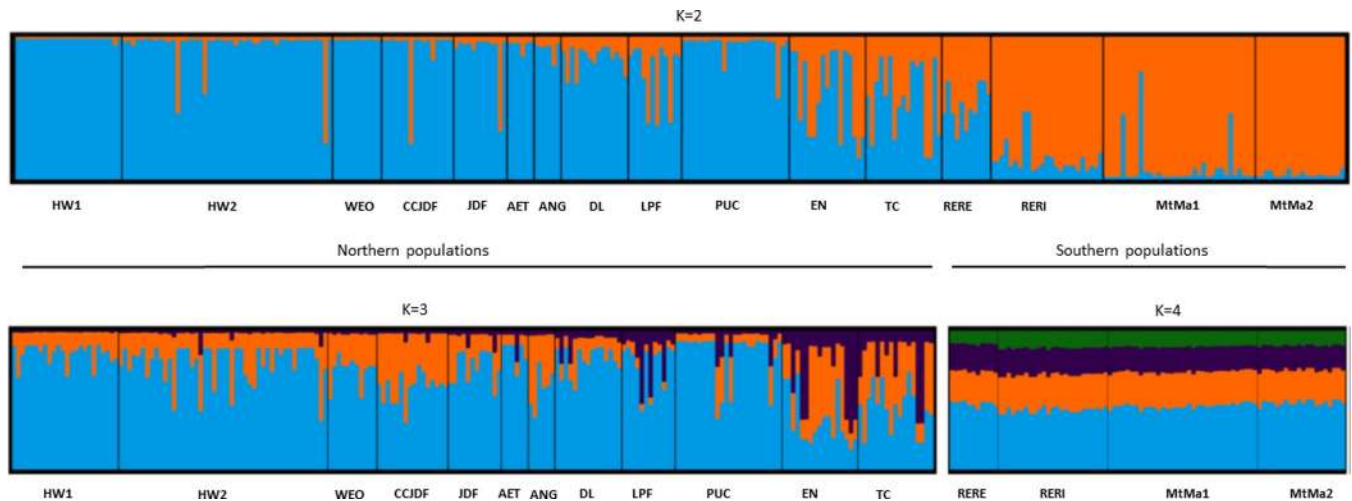 K=2
HW1 HW2 WEO CCJDF JDF AET ANG DL LPF PUC EN TC RERE RERI MtMa1 MtMa2
Northern populations Southern populations
K=3 K=4
HW1 HW2 WEO CCJDF JDF AET ANG DL LPF PUC EN TC RERE RERI MtMa1 MtMa2